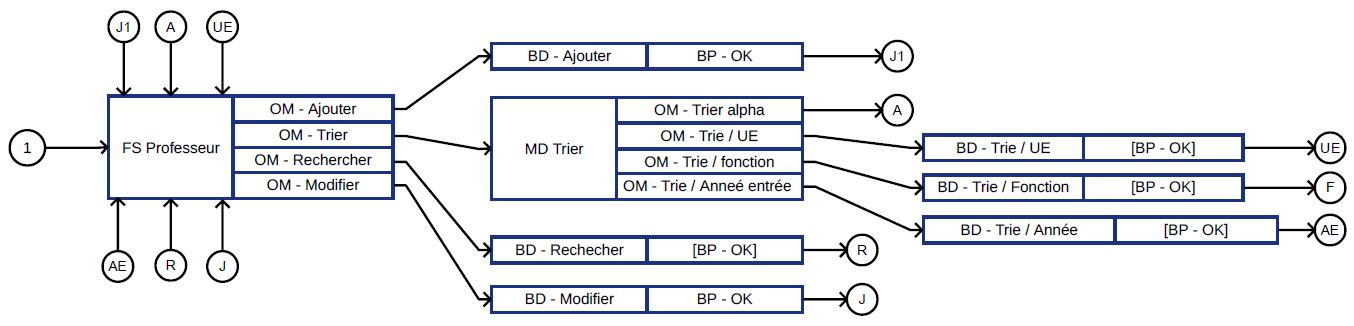 J1
A
UE
1
FS Professeur
OM - Ajouter
OM - Trier
OM - Rechercher
OM - Modifier
AE
R
J
BD - Ajouter
BP - OK
J1
MD Trier
OM - Trier alpha
OM - Trie / UE
OM - Trie / fonction
OM - Trie / Anneé entrée
A
BD - Trie / UE
[BP - OK]
UE
BD - Trie / Fonction
[BP - OK]
F
BD - Trie / Année
[BP - OK]
AE
BD - Rechecher
[BP - OK]
R
BD - Modifier
BP - OK
J